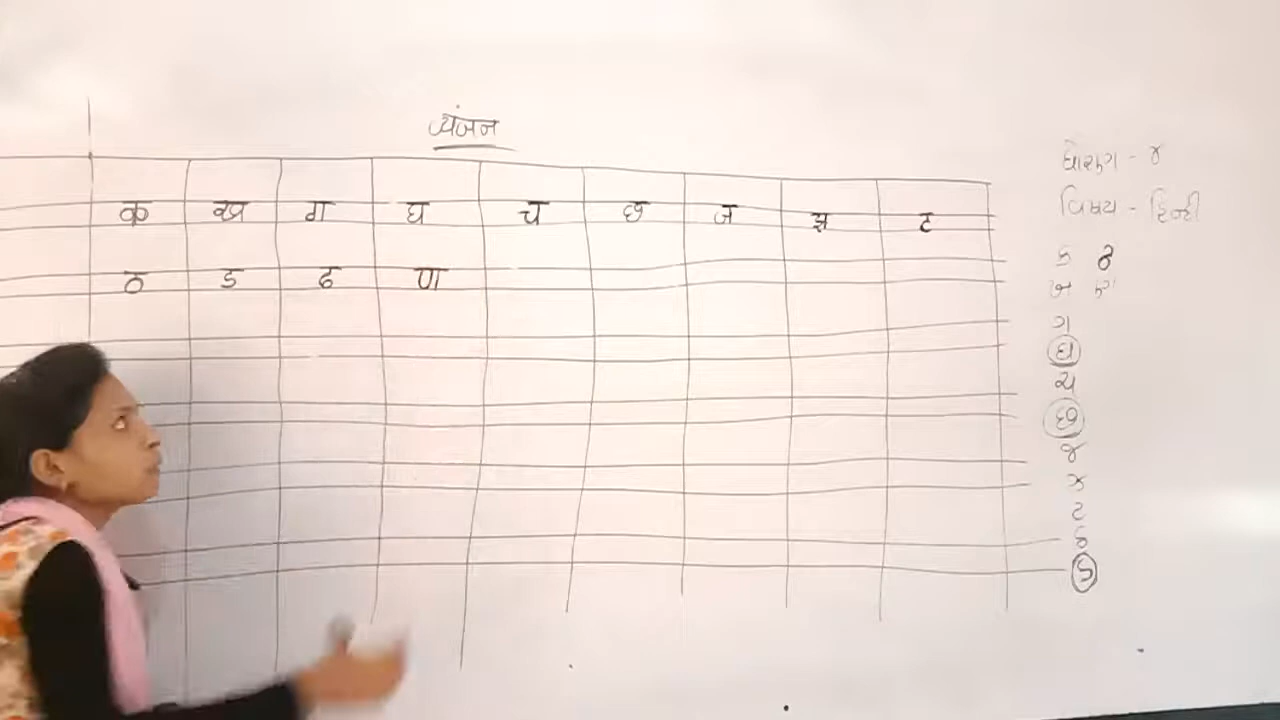 व्यंजन
क ख ग घ च छ ज झ ट
ठ ड ढ ण
ધોરણ - ૪
વિષય - હિન્દી
ક ઢ
ખ ણ
ગ
ઘ
ચ
છ
જ
ઝ
ટ
ઠ
ડ